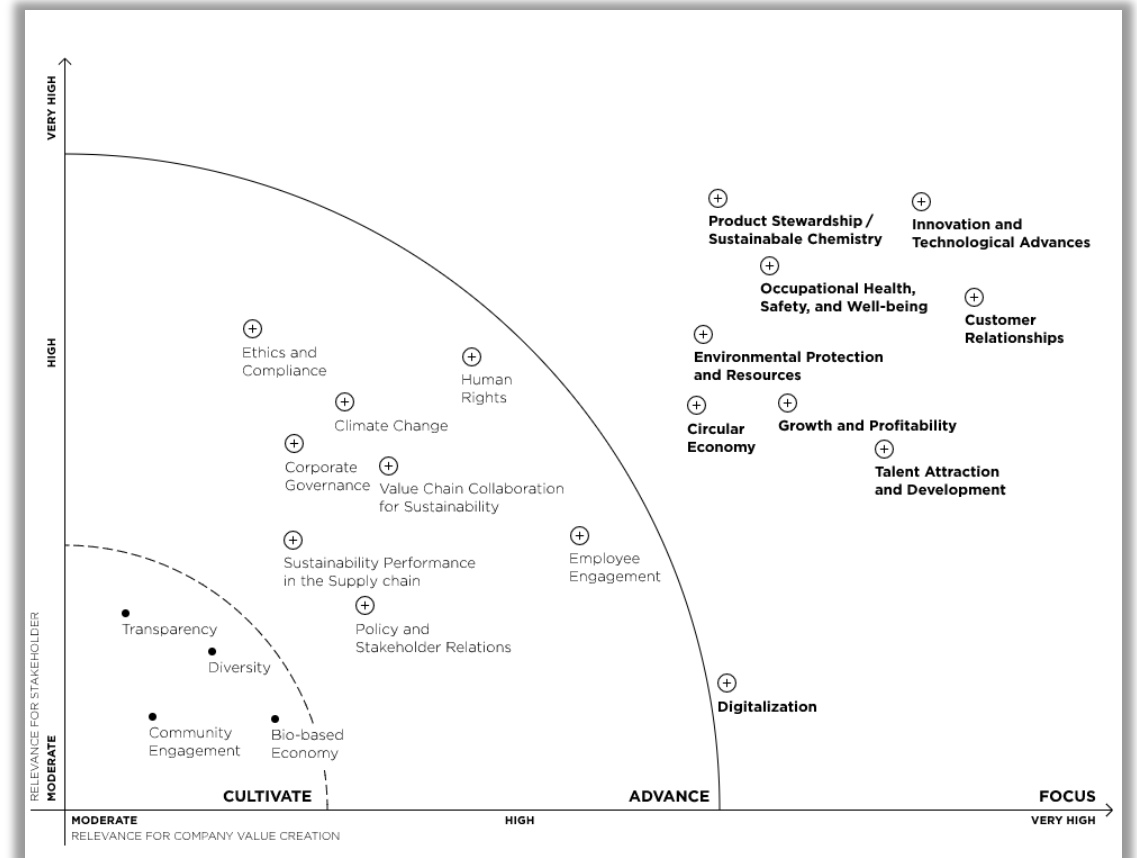 VERY HIGH
Product Stewardship /
Sustainabale Chemistry
Innovation and
Technological Advances
Occupational Health,
Safety, and Well-being
Customer
Relationships
Ethics and
Compliance
HIGH
Human
Rights
Environmental Protection
and Resources
Climate Change
Circular
Economy
Growth and Profitability
Corporate
Governance
Value Chain Collaboration
for Sustainability
Talent Attraction
and Development
Sustainability Performance
in the Supply chain
Employee
Engagement
Transparency
Policy and
Stakeholder Relations
Diversity
Digitalization
Community
Engagement
Bio-based
Economy
RELEVANCE FOR STAKEHOLDER
MODERATE
CULTIVATE
ADVANCE
FOCUS
MODERATE
HIGH
VERY HIGH
RELEVANCE FOR COMPANY VALUE CREATION